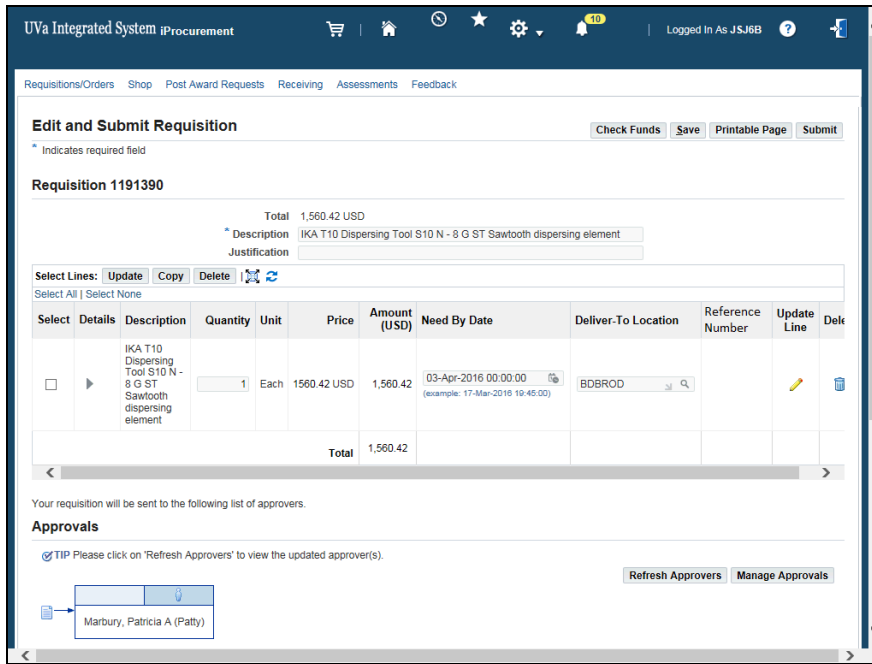 UVa Integrated System iProcurement
10
Logged In As JSJ6B
?
Requisitions/Orders Shop Post Award Requests Receiving Assessments Feedback
Edit and Submit Requisition
Check Funds Save Printable Page Submit
* Indicates required field
Requisition 1191390
Total 1,560.42 USD
* Description IKA T10 Dispersing Tool S10 N - 8 G ST Sawtooth dispersing element
Justification
Select Lines: Update Copy Delete |
Select All | Select None
Select Details Description Quantity Unit Price Amount (USD) Need By Date Deliver-To Location Reference Number Update Line Dele
IKA T10
Dispersing
Tool S10 N -
8 G ST
Sawtooth
dispersing
element
1 Each 1560.42 USD 1,560.42 03-Apr-2016 00:00:00 BDBROD
(example: 17-Mar-2016 19:45:00)
Total 1,560.42
Your requisition will be sent to the following list of approvers.
Approvals
TIP Please click on 'Refresh Approvers' to view the updated approver(s).
Refresh Approvers Manage Approvals
Marbury, Patricia A (Patty)